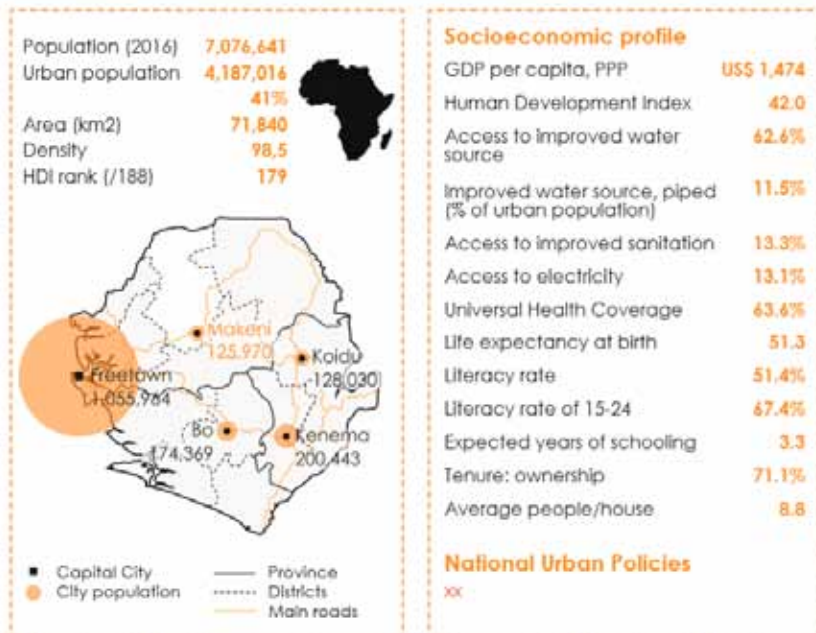 Population (2016) 7,076,641
Urban population 4,187,016
41%
Area (km2) 71,840
Density 98,5
HDI rank (/188) 179
Makeni
125,970
Koidu
128,030
Freetown
1,055,984
Bo
174,369
Kenema
200,443
Capital City
City population
Province
Districts
Main roads
Socioeconomic profile
GDP per capita, PPP US$ 1,474
Human Development Index 42.0
Access to improved water 62.6%
source
Improved water source, piped 11.5%
(% of urban population)
Access to improved sanitation 13.3%
Access to electricity 13.1%
Universal Health Coverage 63.6%
Life expectancy at birth 51.3
Literacy rate 51.4%
Literacy rate of 15-24 67.4%
Expected years of schooling 3.3
Tenure: ownership 71.1%
Average people/house 8.8
National Urban Policies
xx